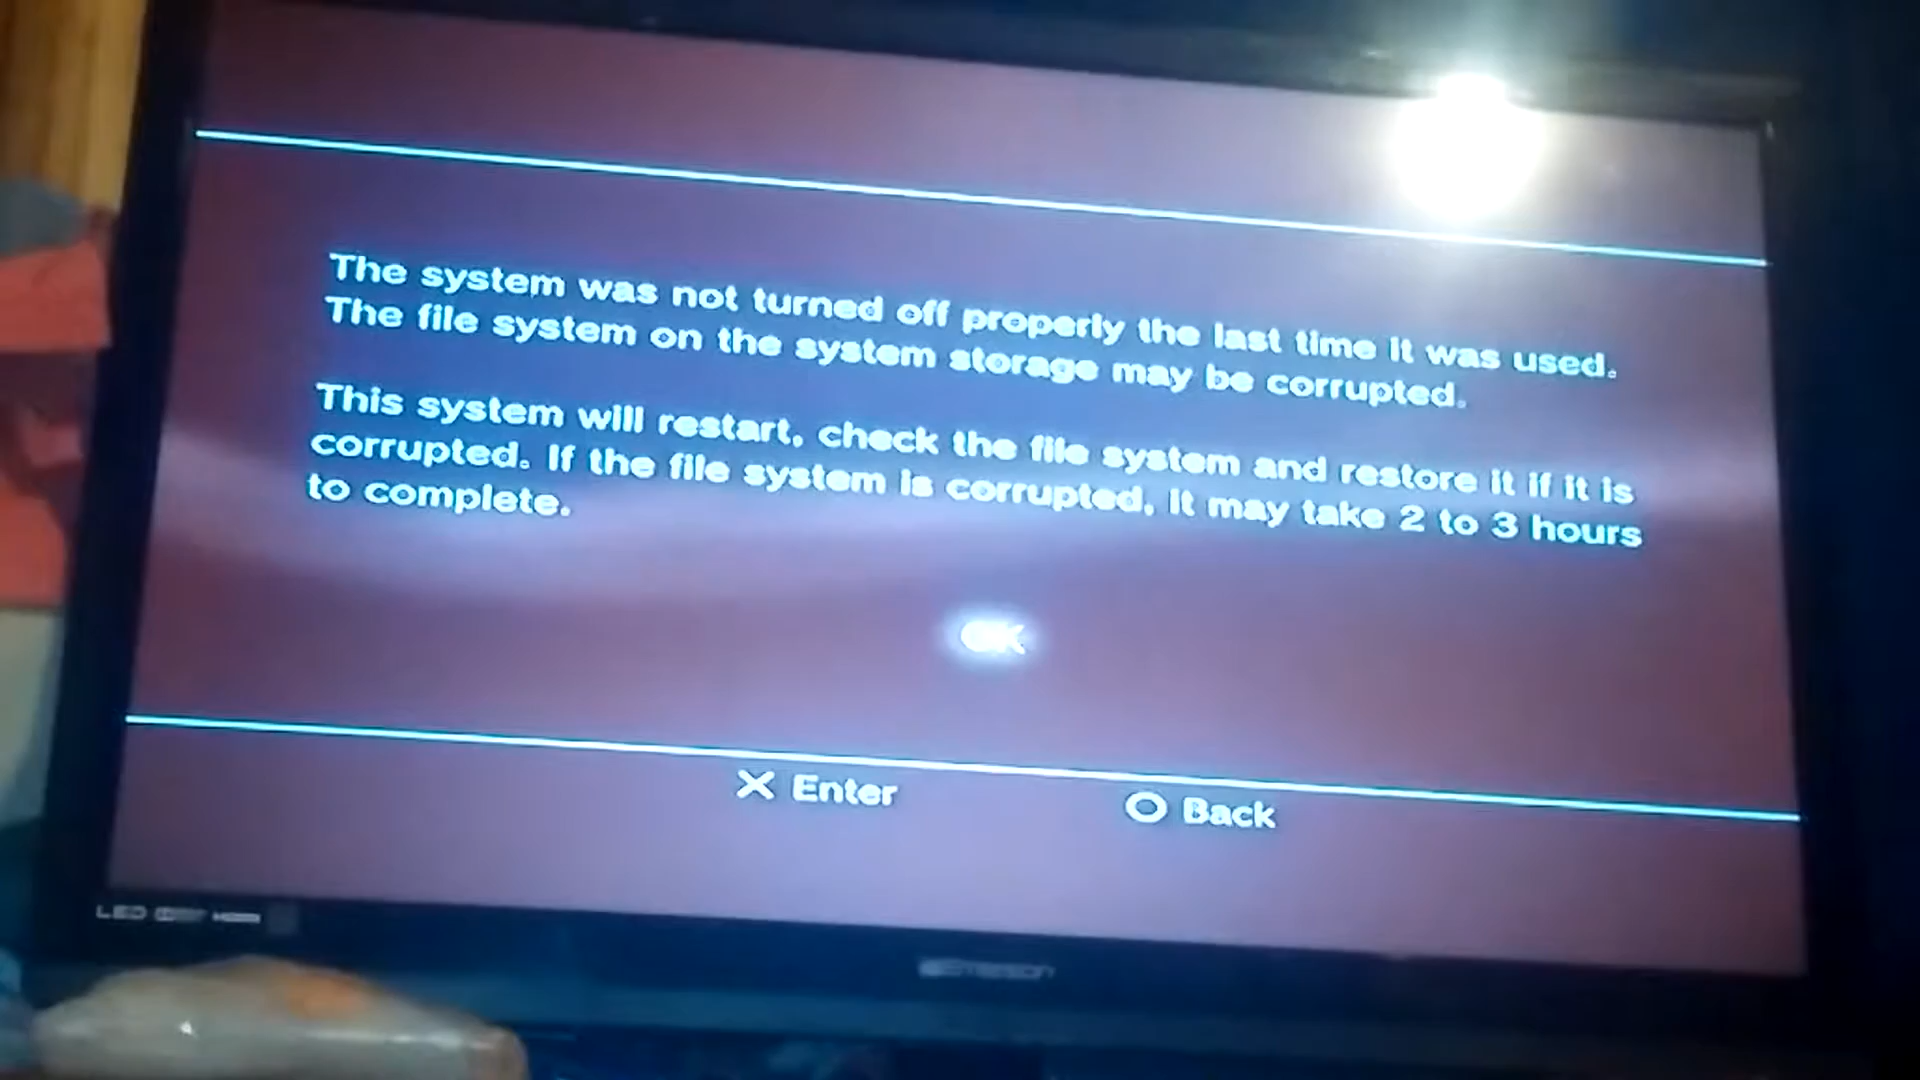 The system was not turned off properly the last time it was used.
The file system on the system storage may be corrupted.
This system will restart, check the file system and restore it if it is
corrupted. If the file system is corrupted, it may take 2 to 3 hours
to complete.
OK
X Enter
O Back
LED
EMERSON